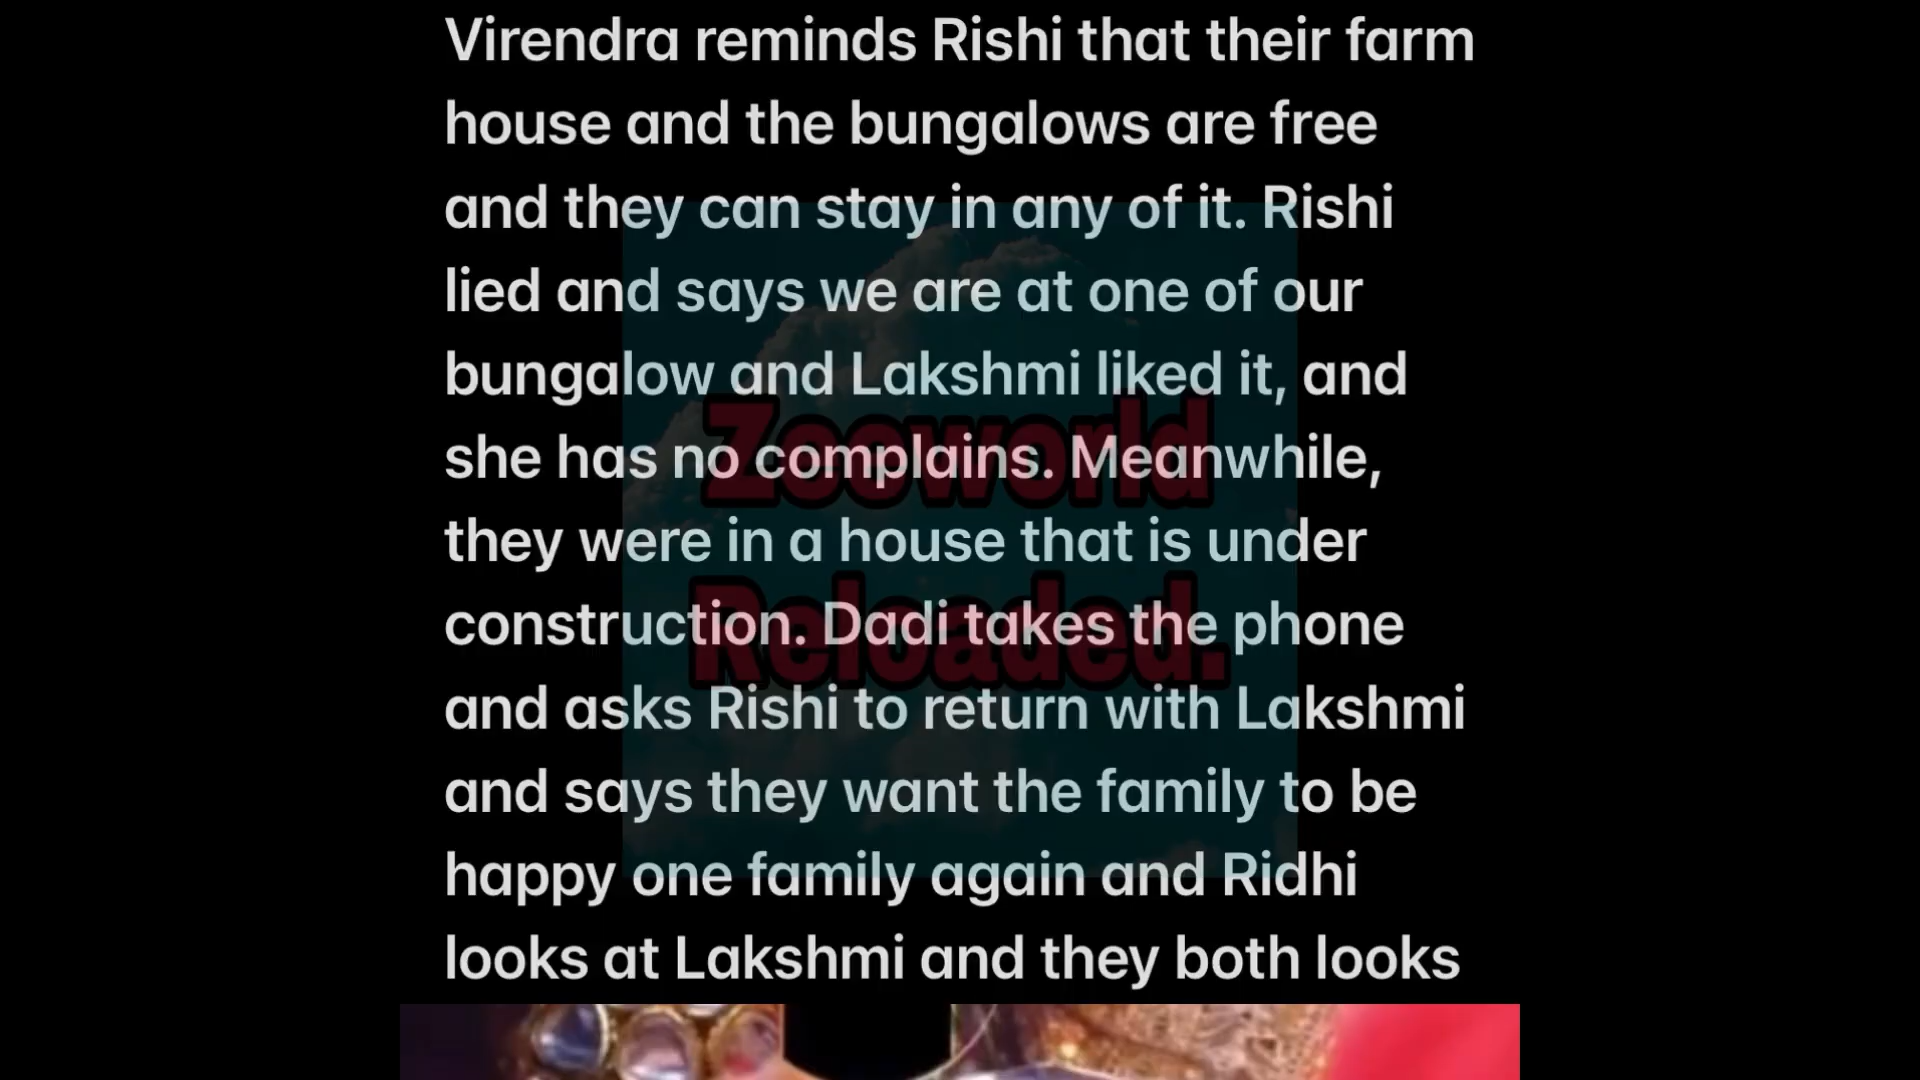 Virendra reminds Rishi that their farm
house and the bungalows are free
and they can stay in any of it. Rishi
lied and says we are at one of our
bungalow and Lakshmi liked it, and
she has no complains. Meanwhile,
they were in a house that is under
construction. Dadi takes the phone
and asks Rishi to return with Lakshmi
and says they want the family to be
happy one family again and Ridhi
looks at Lakshmi and they both looks
Zeeworld
Reloaded.